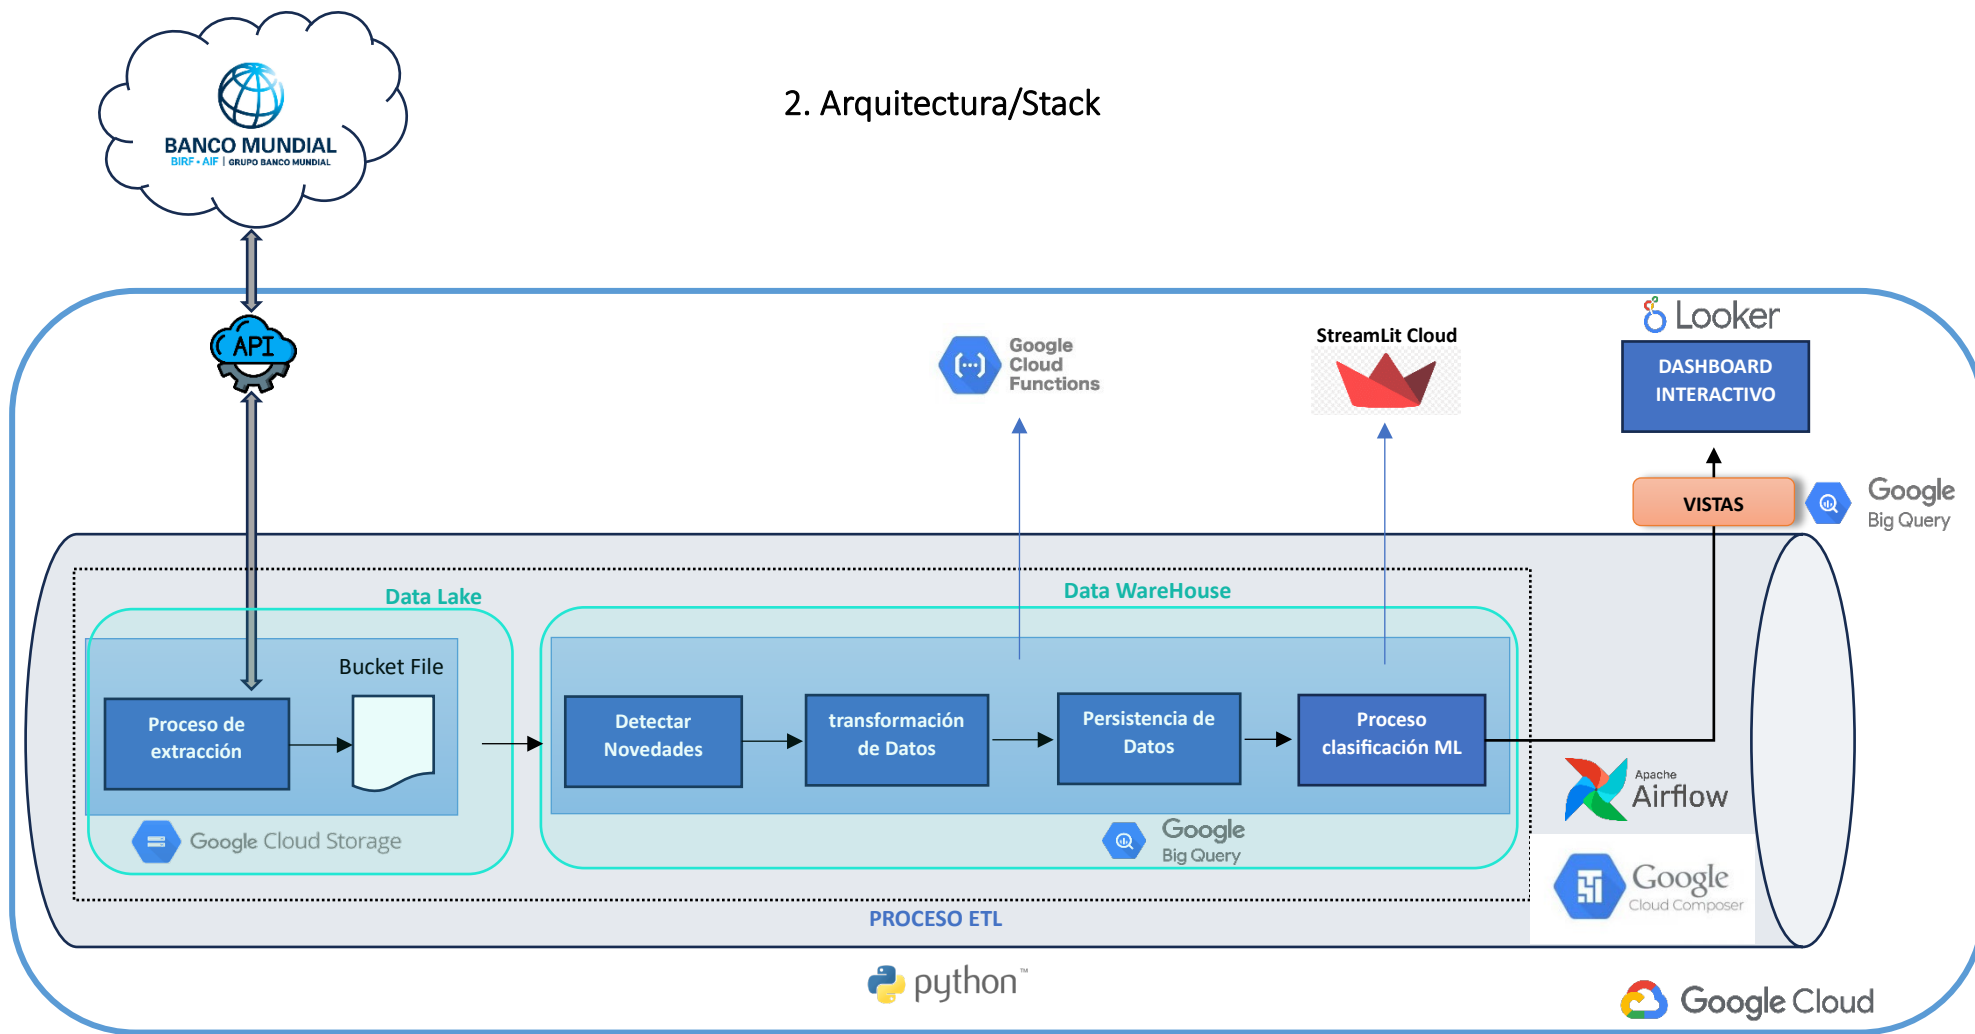 2. Arquitectura/Stack
BANCO MUNDIAL
BIRF • AIF | GRUPO BANCO MUNDIAL
API
Google
Cloud
Functions
StreamLit Cloud
Looker
DASHBOARD
INTERACTIVO
VISTAS
Google
Big Query
Data Lake
Data WareHouse
Bucket File
Proceso de
extracción
Detectar
Novedades
transformación
de Datos
Persistencia de
Datos
Proceso
clasificación ML
Google Cloud Storage
Google
Big Query
Apache
Airflow
Google
Cloud Composer
PROCESO ETL
python™
Google Cloud